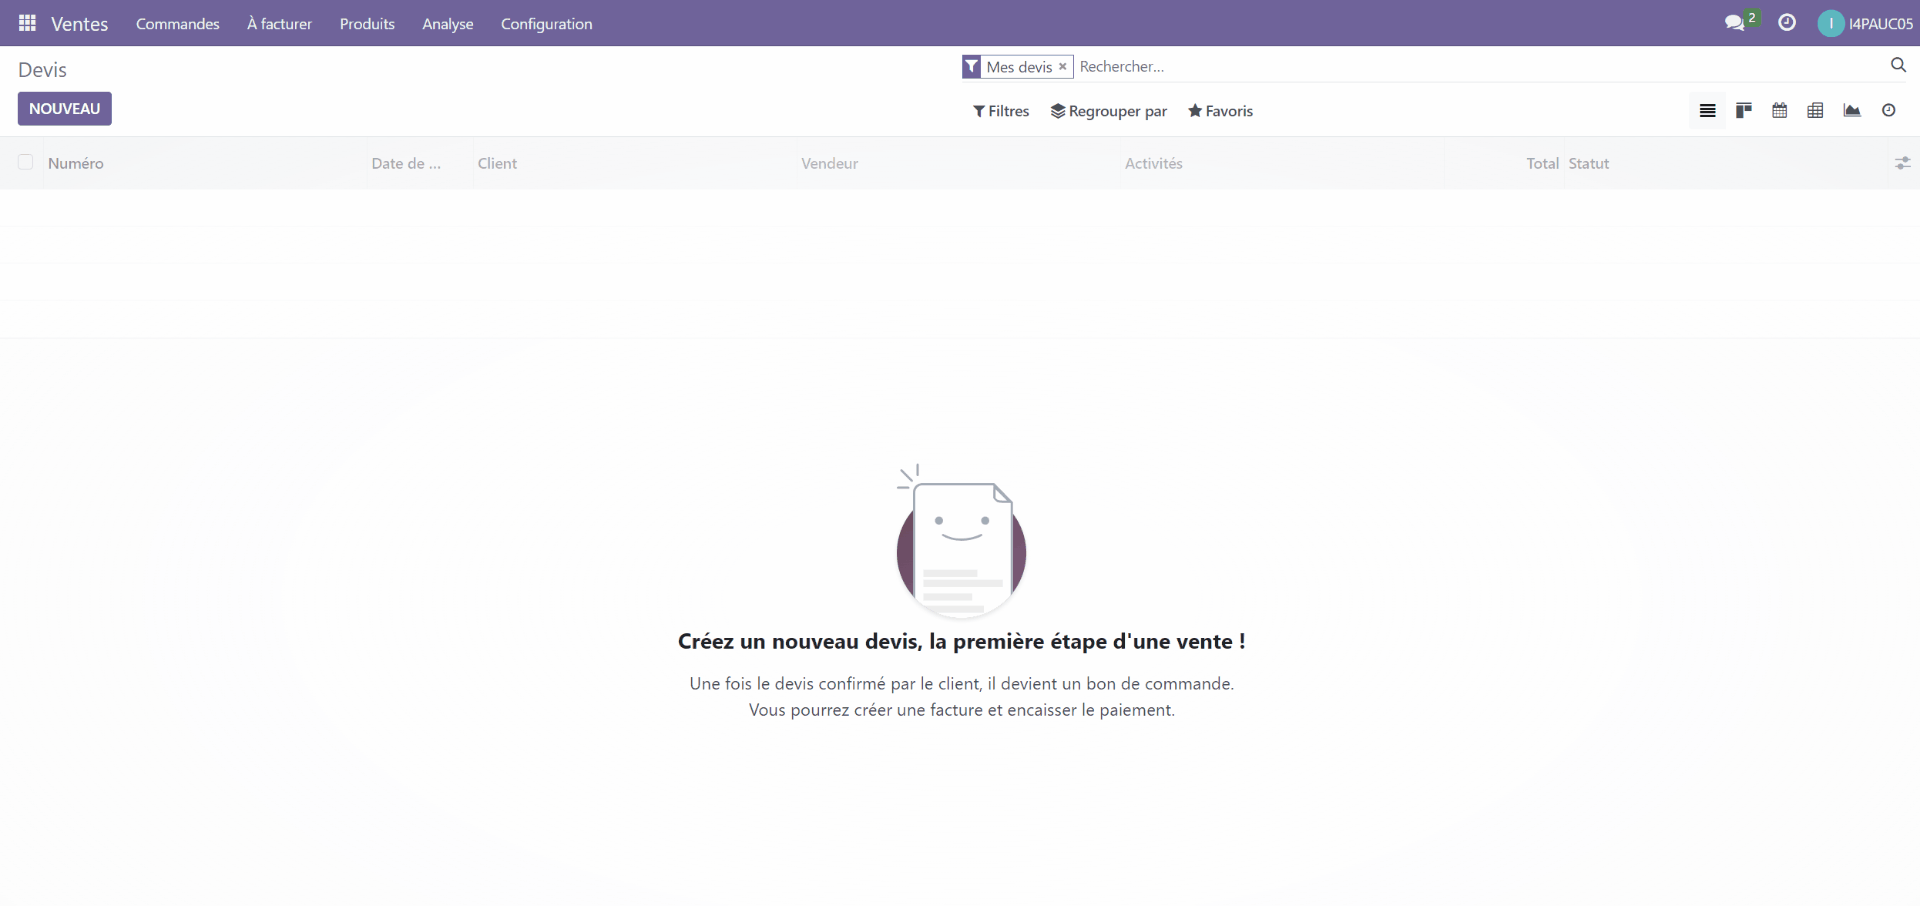 Ventes Commandes À facturer Produits Analyse Configuration 2 I I4PAUC05
Devis Mes devis × Rechercher...
NOUVEAU Filtres Regrouper par Favoris
Numéro Date de ... Client Vendeur Activités Total Statut
Créez un nouveau devis, la première étape d'une vente !
Une fois le devis confirmé par le client, il devient un bon de commande.
Vous pourrez créer une facture et encaisser le paiement.